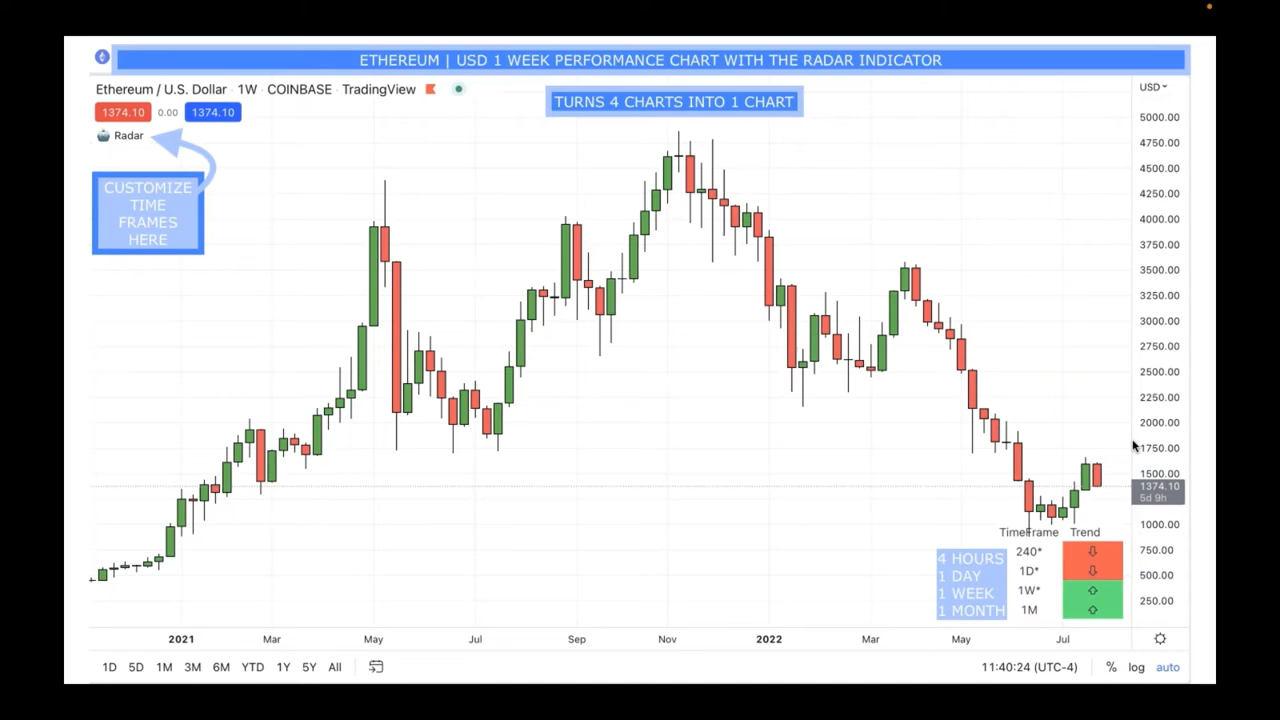 ETHEREUM | USD 1 WEEK PERFORMANCE CHART WITH THE RADAR INDICATOR
Ethereum / U.S. Dollar · 1W · COINBASE · TradingView
TURNS 4 CHARTS INTO 1 CHART
USD
1374.10 0.00 1374.10
Radar
CUSTOMIZE
TIME
FRAMES
HERE
5000.00
4750.00
4500.00
4250.00
4000.00
3750.00
3500.00
3250.00
3000.00
2750.00
2500.00
2250.00
2000.00
1750.00
1500.00
1374.10
5d 9h
1000.00
750.00
500.00
250.00
TimeFrame Trend
4 HOURS 240*
1 DAY 1D*
1 WEEK 1W*
1 MONTH 1M
2021 Mar May Jul Sep Nov 2022 Mar May Jul
1D 5D 1M 3M 6M YTD 1Y 5Y All 11:40:24 (UTC-4) % log auto